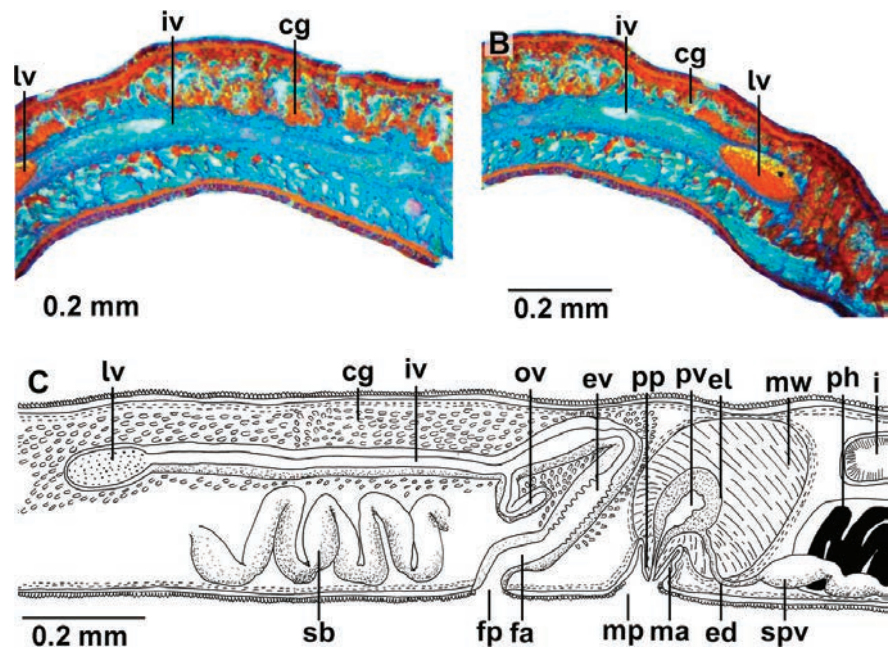 iv cg
lv
0.2 mm
B iv cg
lv
0.2 mm
C lv cg iv ov ev pp pv el mw ph i
0.2 mm sb fp fa mp ma ed spv